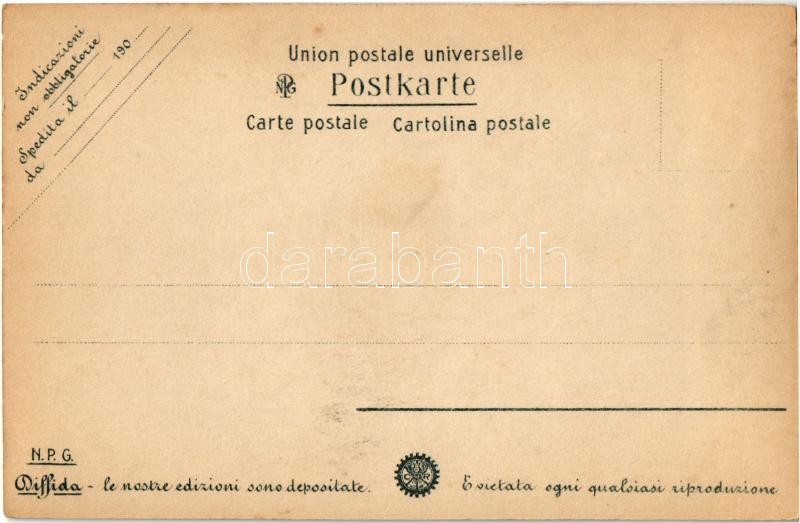 Indicazioni
non obbligatorie
Spedita il 190
da
Union postale universelle
NPG Postkarte
Carte postale Cartolina postale
darabanth
N.P.G.
Diffida - le nostre edizioni sono depositate. È vietata ogni qualsiasi riproduzione